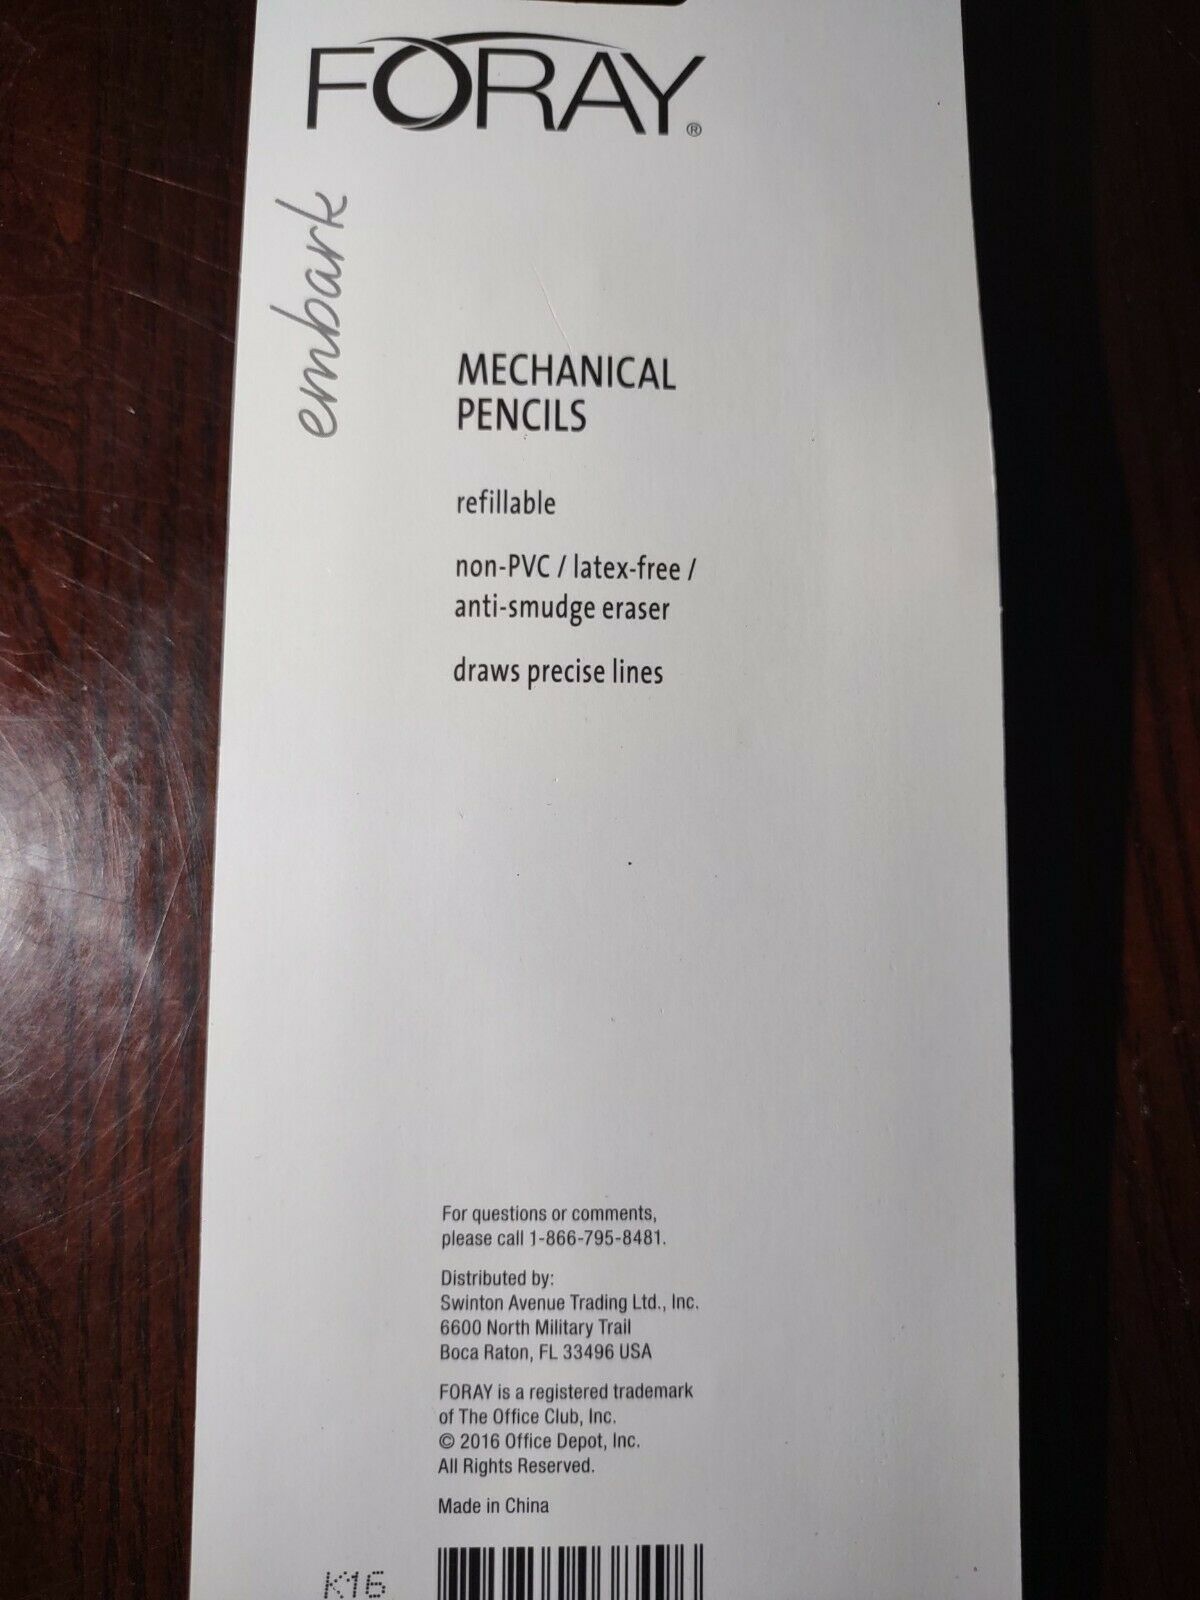 FORAY®
embark
MECHANICAL
PENCILS
refillable
non-PVC / latex-free /
anti-smudge eraser
draws precise lines
For questions or comments,
please call 1-866-795-8481.
Distributed by:
Swinton Avenue Trading Ltd., Inc.
6600 North Military Trail
Boca Raton, FL 33496 USA
FORAY is a registered trademark
of The Office Club, Inc.
© 2016 Office Depot, Inc.
All Rights Reserved.
Made in China
K16